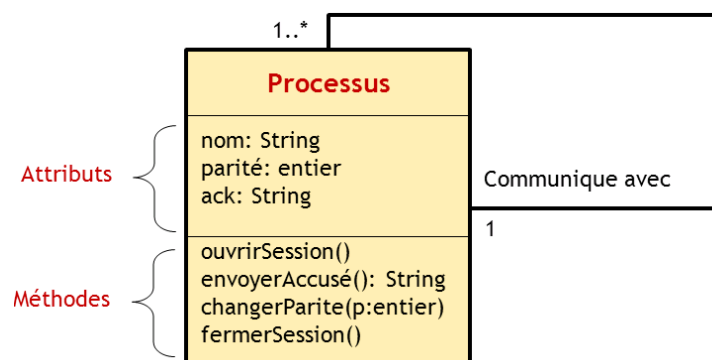 1..*
Processus
Attributs
nom: String
parité: entier
ack: String
Communique avec
1
Méthodes
ouvrirSession()
envoyerAccusé(): String
changerParite(p:entier)
fermerSession()